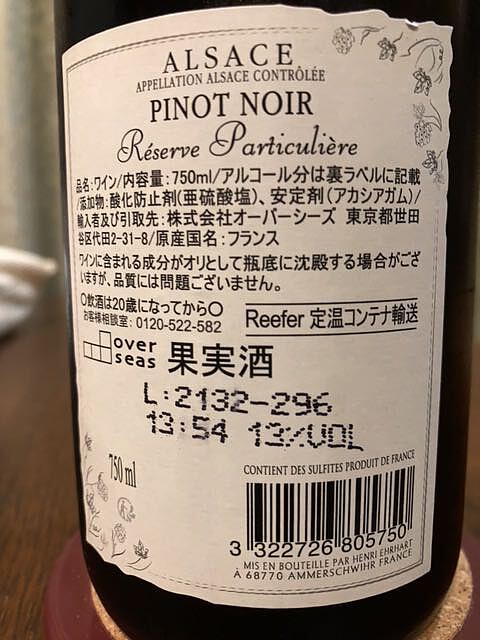 ALSACE
APPELLATION ALSACE CONTRÔLÉE
PINOT NOIR
Réserve Particulière
品名:ワイン/内容量:750ml/アルコール分は裏ラベルに記載
/添加物:酸化防止剤(亜硫酸塩)、安定剤(アカシアガム)/
輸入者及び引取先:株式会社オーバーシーズ 東京都世田
谷区代田2-31-8/原産国名:フランス
ワインに含まれる成分がオリとして瓶底に沈殿する場合がござ
いますが、品質には問題ございません。
○飲酒は20歳になってから○
お客様相談室: 0120-522-582
Reefer 定温コンテナ輸送
over
seas 果実酒
L:2132-296
13:54 13%VOL
750 ml
CONTIENT DES SULFITES PRODUIT DE FRANCE
3 322726 805750
MIS EN BOUTEILLE PAR HENRI EHRHART
À 68770 AMMERSCHWIHR FRANCE